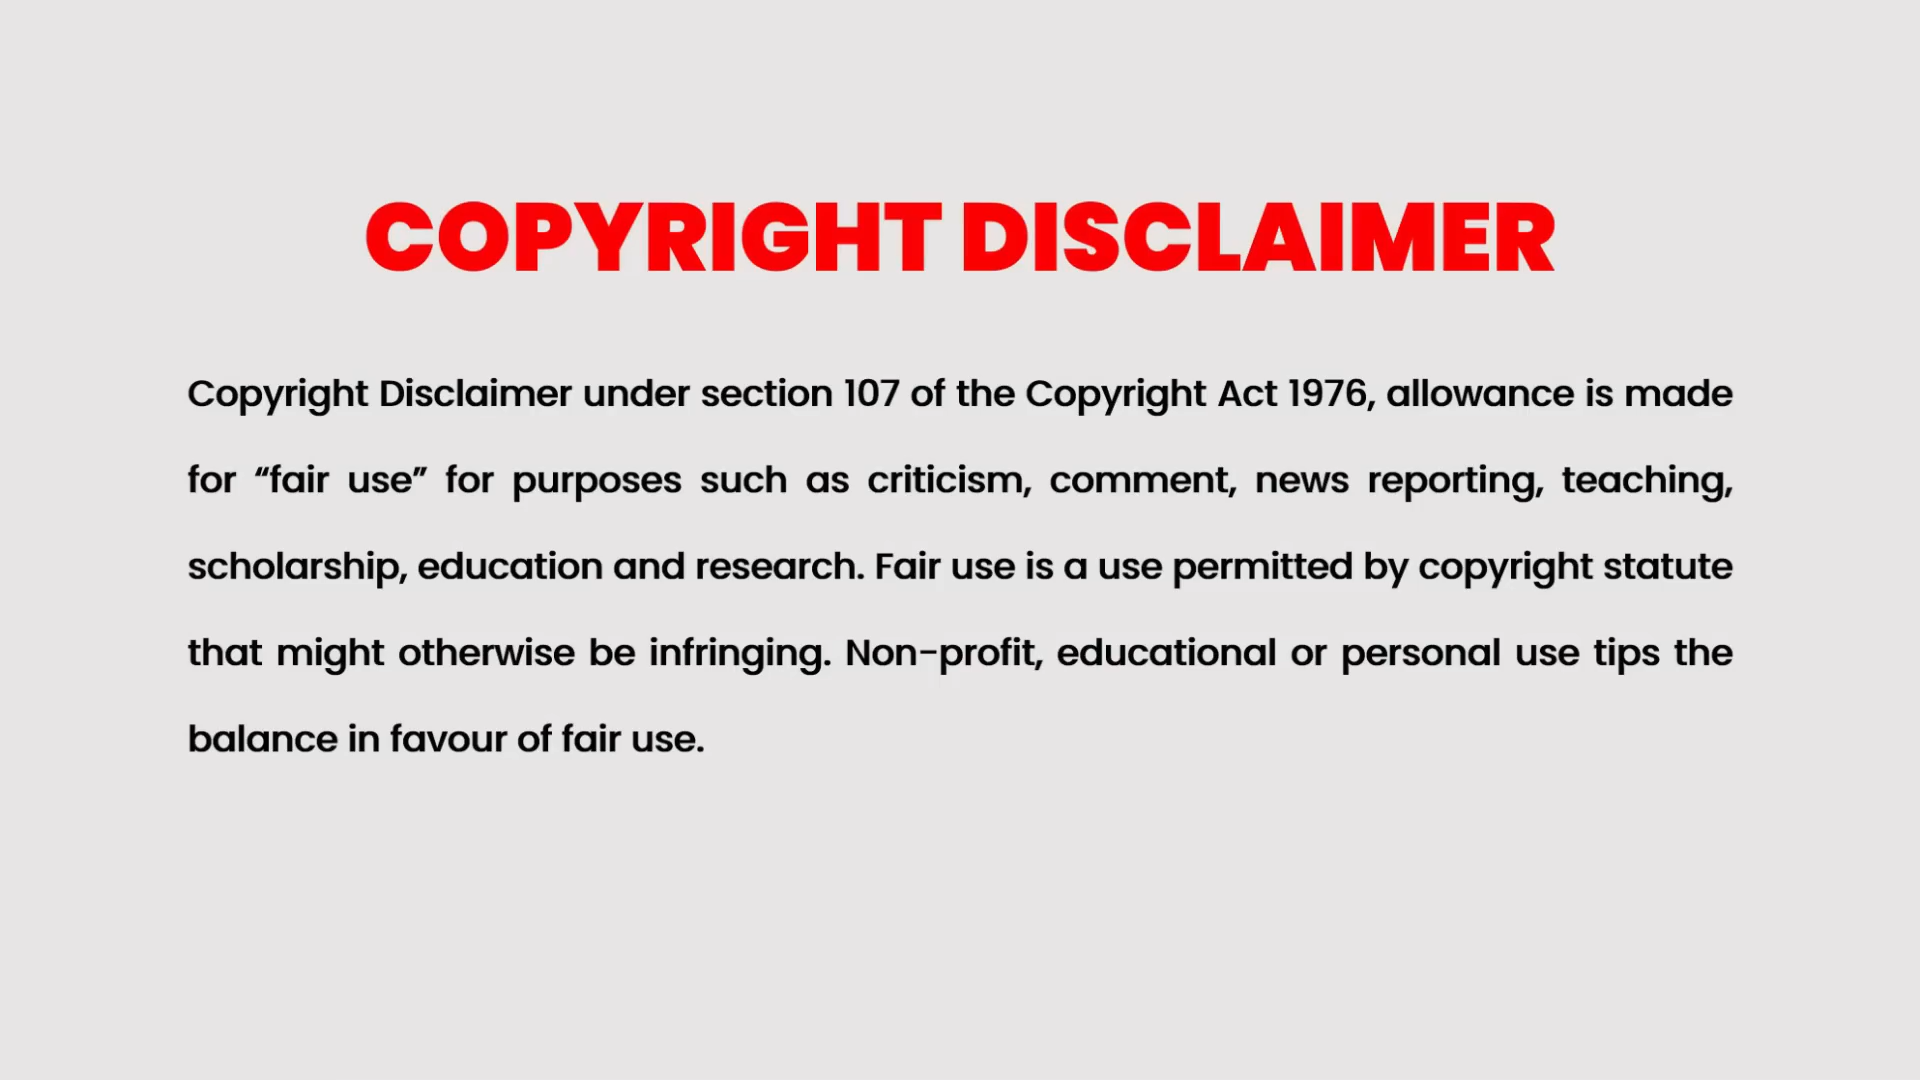 COPYRIGHT DISCLAIMER
Copyright Disclaimer under section 107 of the Copyright Act 1976, allowance is made
for “fair use” for purposes such as criticism, comment, news reporting, teaching,
scholarship, education and research. Fair use is a use permitted by copyright statute
that might otherwise be infringing. Non-profit, educational or personal use tips the
balance in favour of fair use.